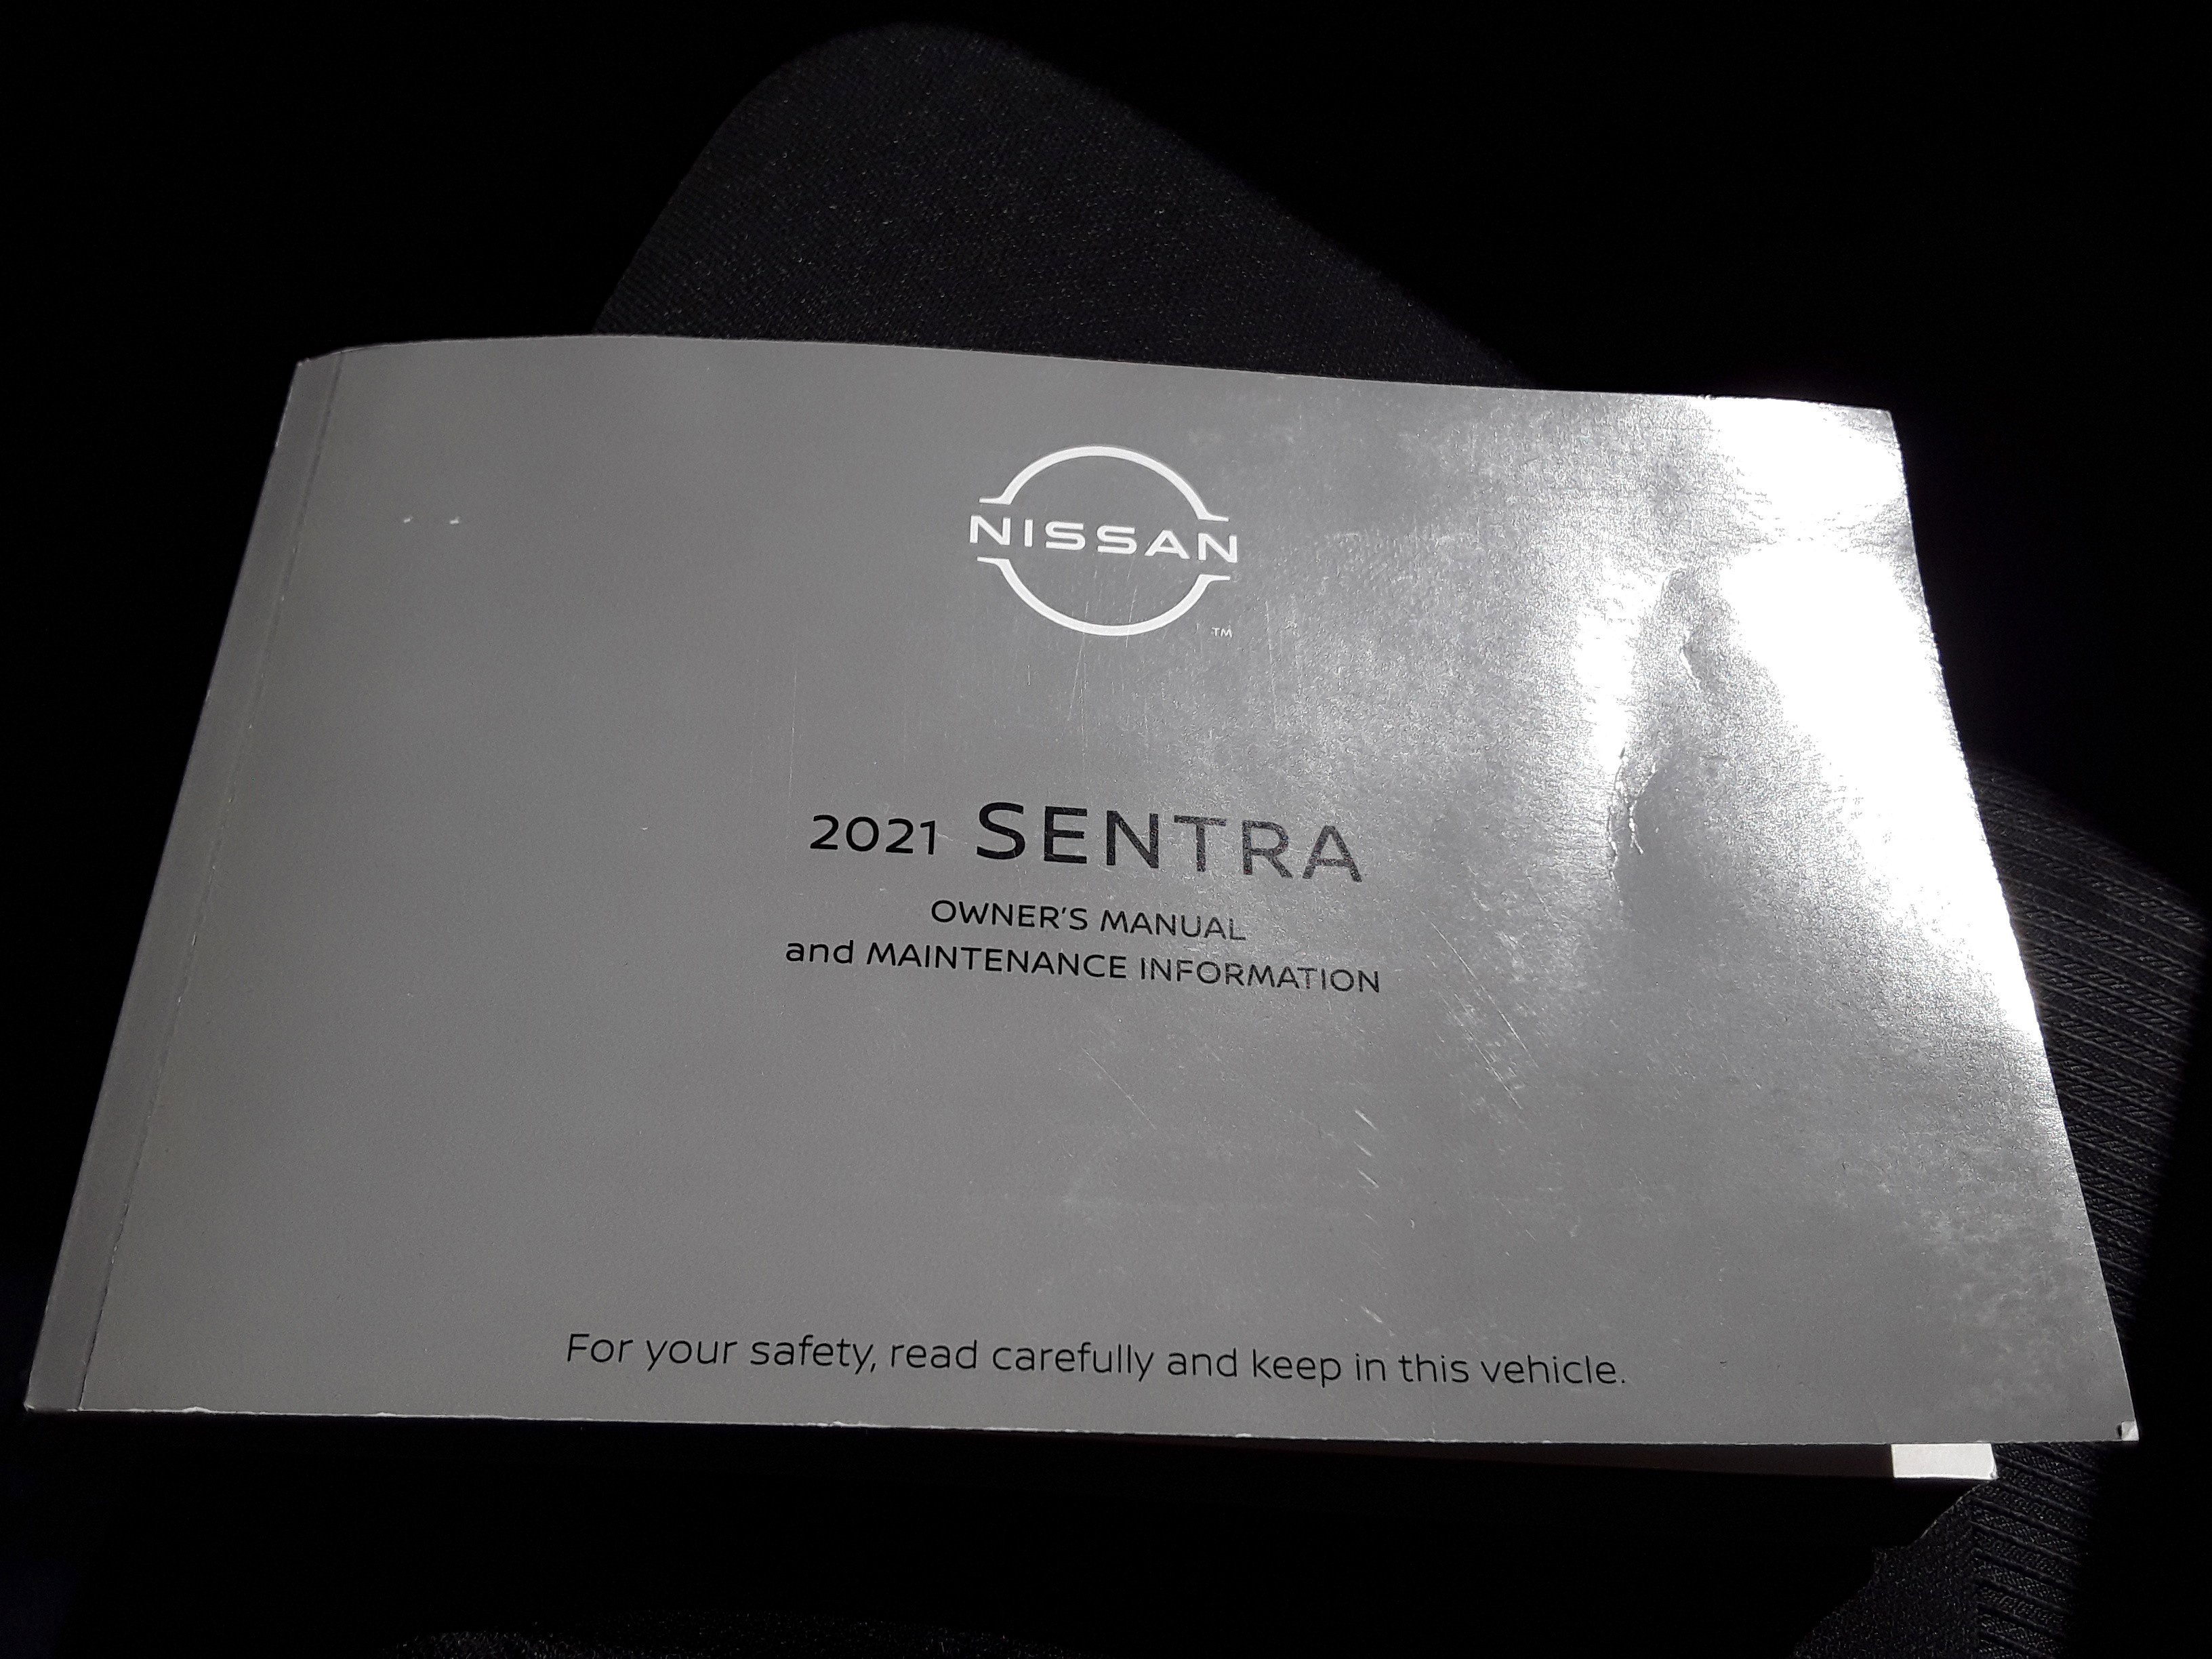 NISSAN
TM
2021 SENTRA
OWNER'S MANUAL
and MAINTENANCE INFORMATION
For your safety, read carefully and keep in this vehicle.